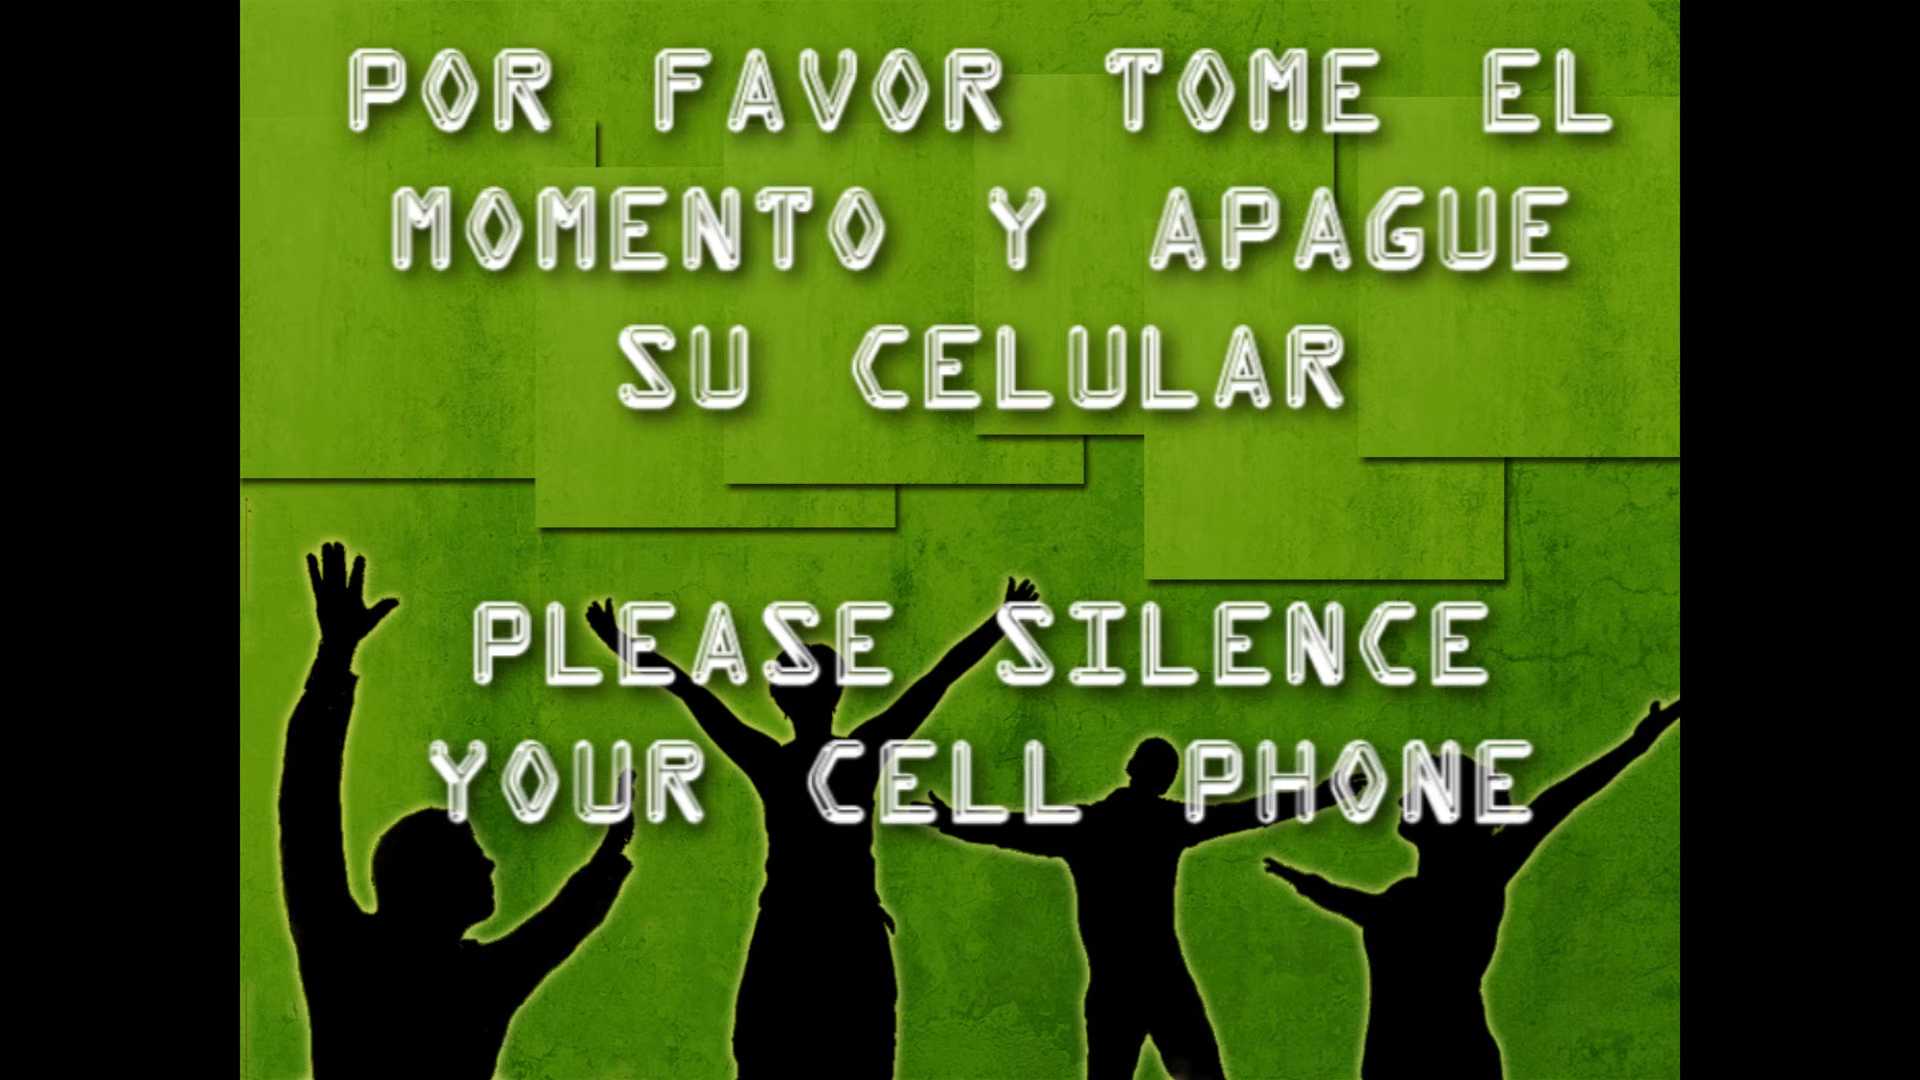 POR FAVOR TOME EL
MOMENTO Y APAGUE
SU CELULAR
PLEASE SILENCE
YOUR CELL PHONE